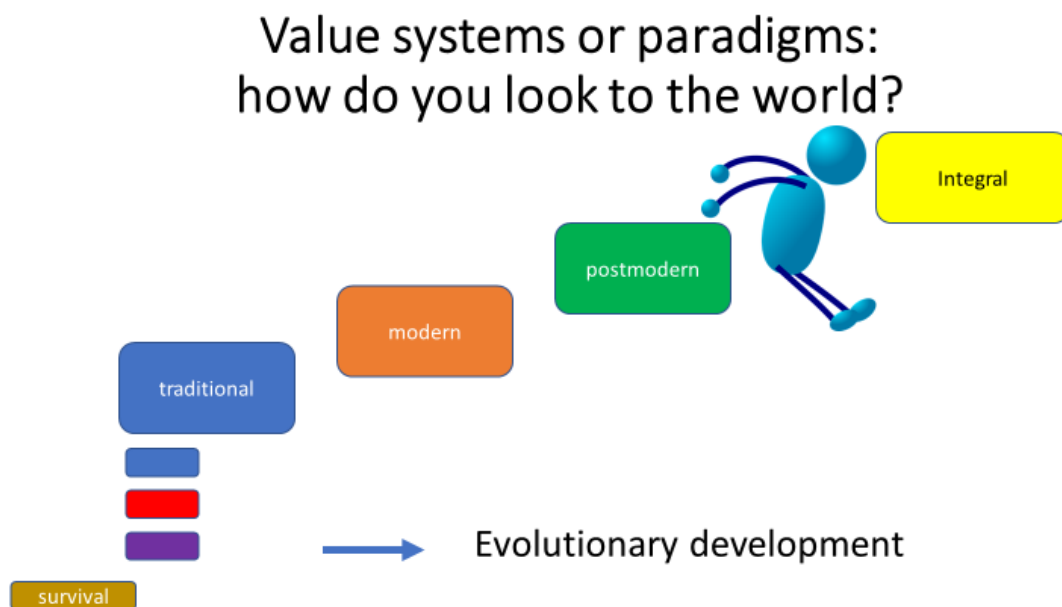 Value systems or paradigms:
how do you look to the world?
Integral
postmodern
modern
traditional
Evolutionary development
survival